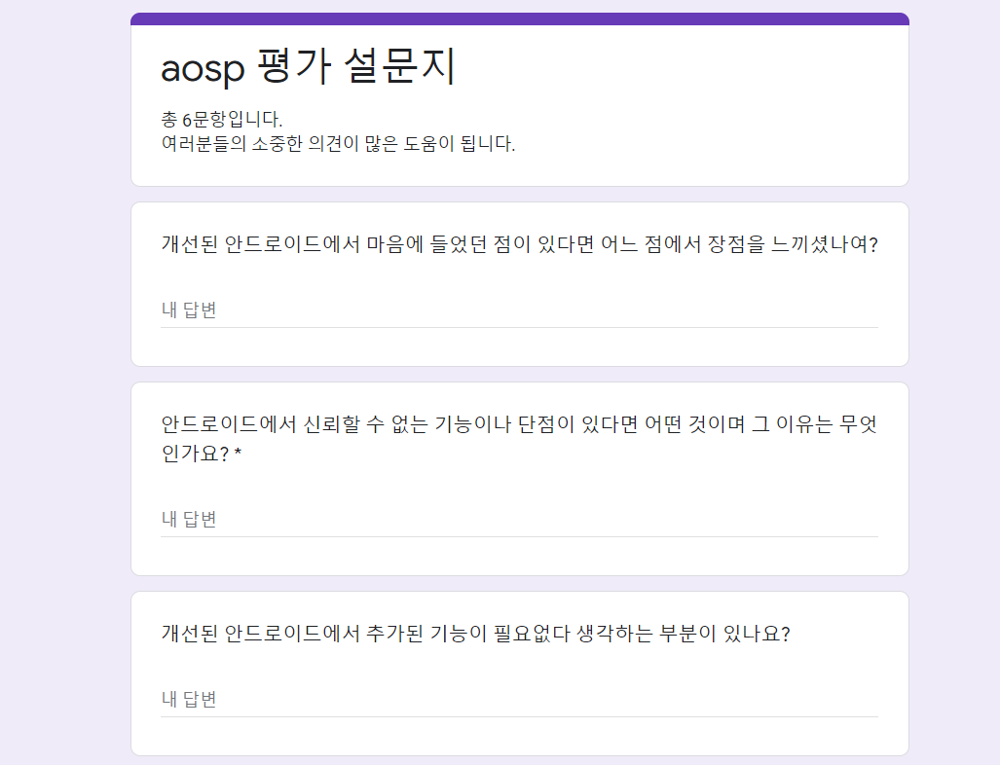 aosp 평가 설문지
총 6문항입니다.
여러분들의 소중한 의견이 많은 도움이 됩니다.
개선된 안드로이드에서 마음에 들었던 점이 있다면 어느 점에서 장점을 느끼셨나여?
내 답변
안드로이드에서 신뢰할 수 없는 기능이나 단점이 있다면 어떤 것이며 그 이유는 무엇
인가요? *
내 답변
개선된 안드로이드에서 추가된 기능이 필요없다 생각하는 부분이 있나요?
내 답변